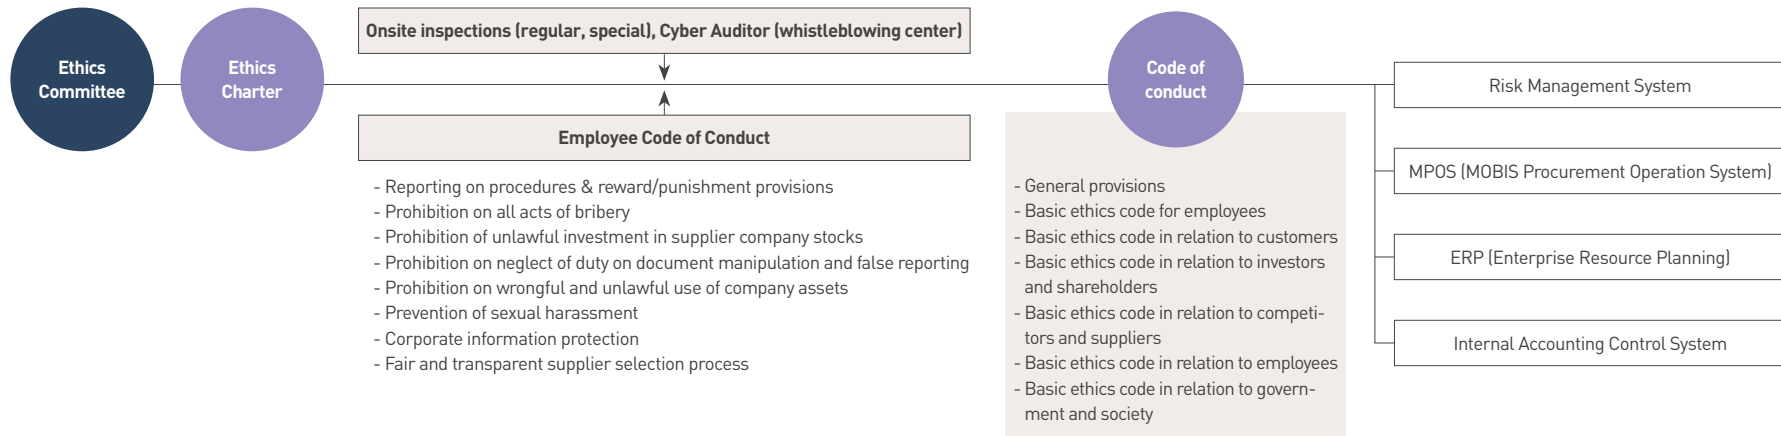 Ethics
Committee
Ethics
Charter
Onsite inspections (regular, special), Cyber Auditor (whistleblowing center)
Employee Code of Conduct
- Reporting on procedures & reward/punishment provisions
- Prohibition on all acts of bribery
- Prohibition of unlawful investment in supplier company stocks
- Prohibition on neglect of duty on document manipulation and false reporting
- Prohibition on wrongful and unlawful use of company assets
- Prevention of sexual harassment
- Corporate information protection
- Fair and transparent supplier selection process
Code of
conduct
- General provisions
- Basic ethics code for employees
- Basic ethics code in relation to customers
- Basic ethics code in relation to investors
and shareholders
- Basic ethics code in relation to competi-
tors and suppliers
- Basic ethics code in relation to employees
- Basic ethics code in relation to govern-
ment and society
Risk Management System
MPOS (MOBIS Procurement Operation System)
ERP (Enterprise Resource Planning)
Internal Accounting Control System